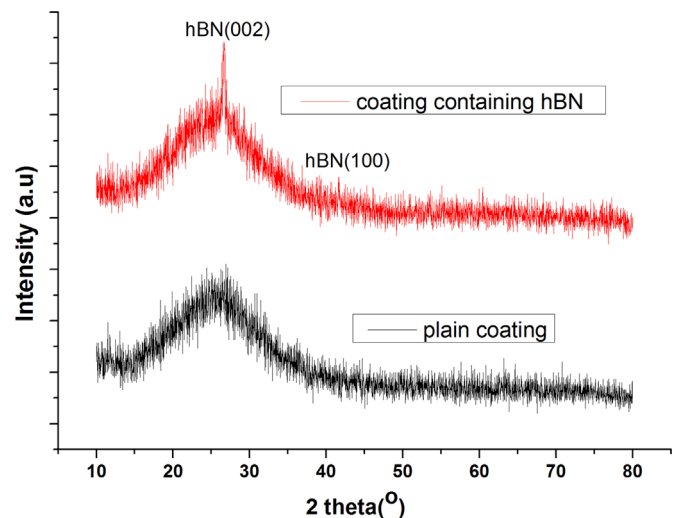 hBN(002)
coating containing hBN
hBN(100)
plain coating
Intensity (a.u)
10 20 30 40 50 60 70 80
2 theta(o)